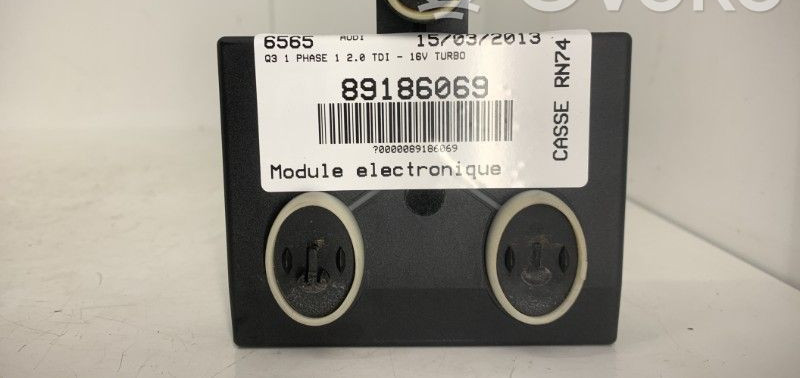 6565 AUDI 15/03/2013
Q3 1 PHASE 1 2.0 TDI - 16V TURBO
89186069
?0000089186069
Module electronique
CASSE RN74